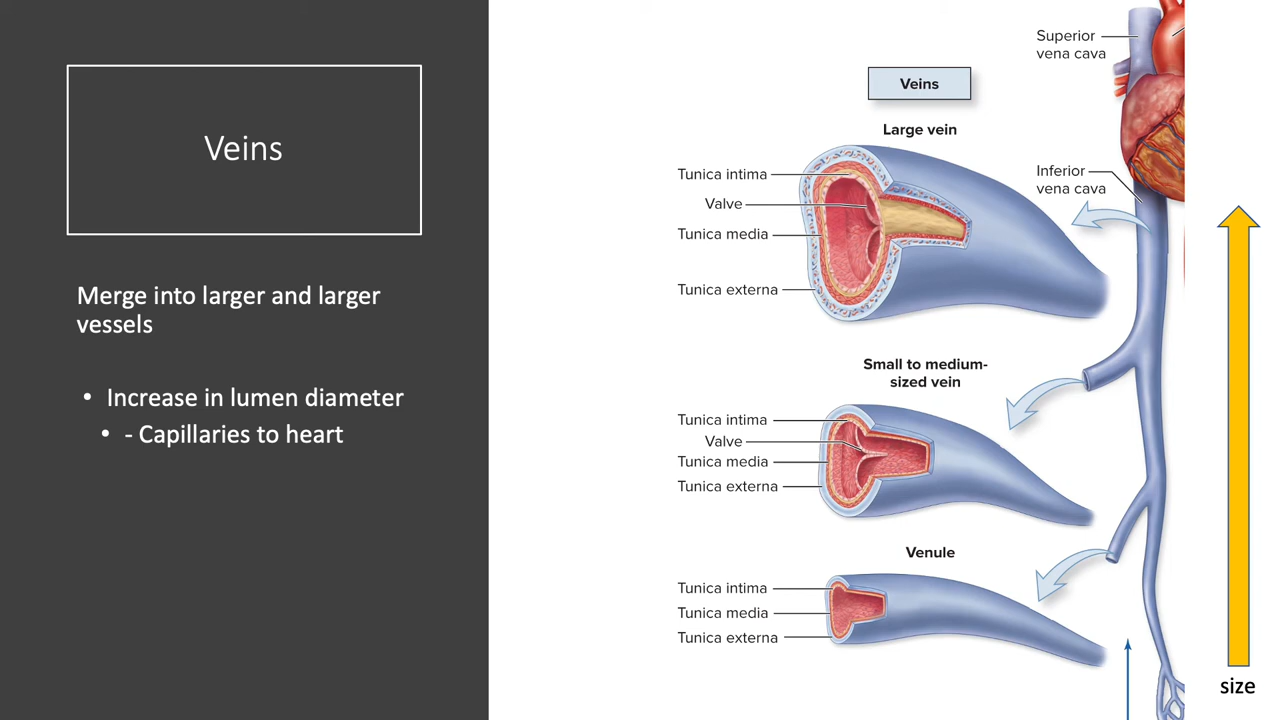 Veins
Merge into larger and larger
vessels
• Increase in lumen diameter
• - Capillaries to heart
Superior
vena cava
Veins
Large vein
Tunica intima
Valve
Tunica media
Tunica externa
Inferior
vena cava
Small to medium-
sized vein
Tunica intima
Valve
Tunica media
Tunica externa
Venule
Tunica intima
Tunica media
Tunica externa
size